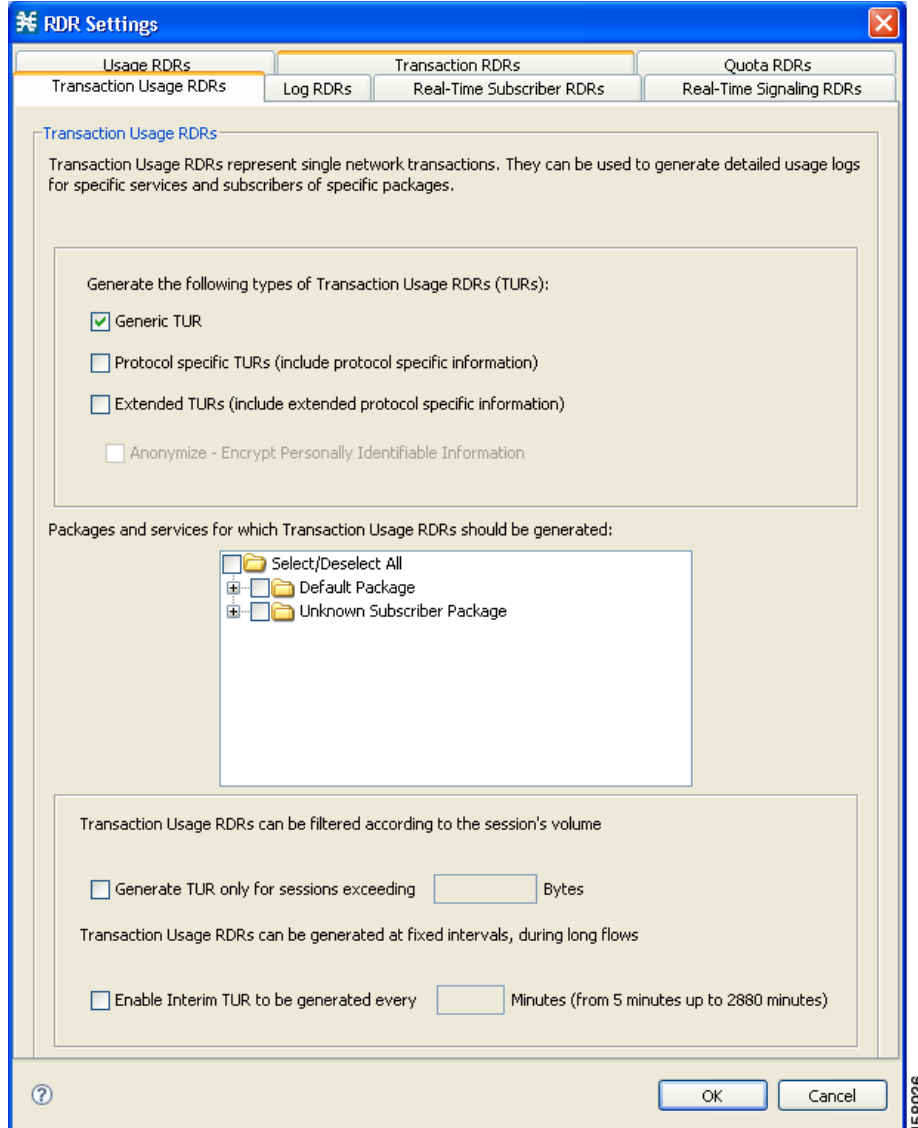 RDR Settings
Usage RDRs
Transaction RDRs
Quota RDRs
Transaction Usage RDRs
Log RDRs
Real-Time Subscriber RDRs
Real-Time Signaling RDRs
Transaction Usage RDRs
Transaction Usage RDRs represent single network transactions. They can be used to generate detailed usage logs
for specific services and subscribers of specific packages.
Generate the following types of Transaction Usage RDRs (TURs):
Generic TUR
Protocol specific TURs (include protocol specific information)
Extended TURs (include extended protocol specific information)
Anonymize - Encrypt Personally Identifiable Information
Packages and services for which Transaction Usage RDRs should be generated:
Select/Deselect All
Default Package
Unknown Subscriber Package
Transaction Usage RDRs can be filtered according to the session's volume
Generate TUR only for sessions exceeding Bytes
Transaction Usage RDRs can be generated at fixed intervals, during long flows
Enable Interim TUR to be generated every Minutes (from 5 minutes up to 2880 minutes)
OK
Cancel